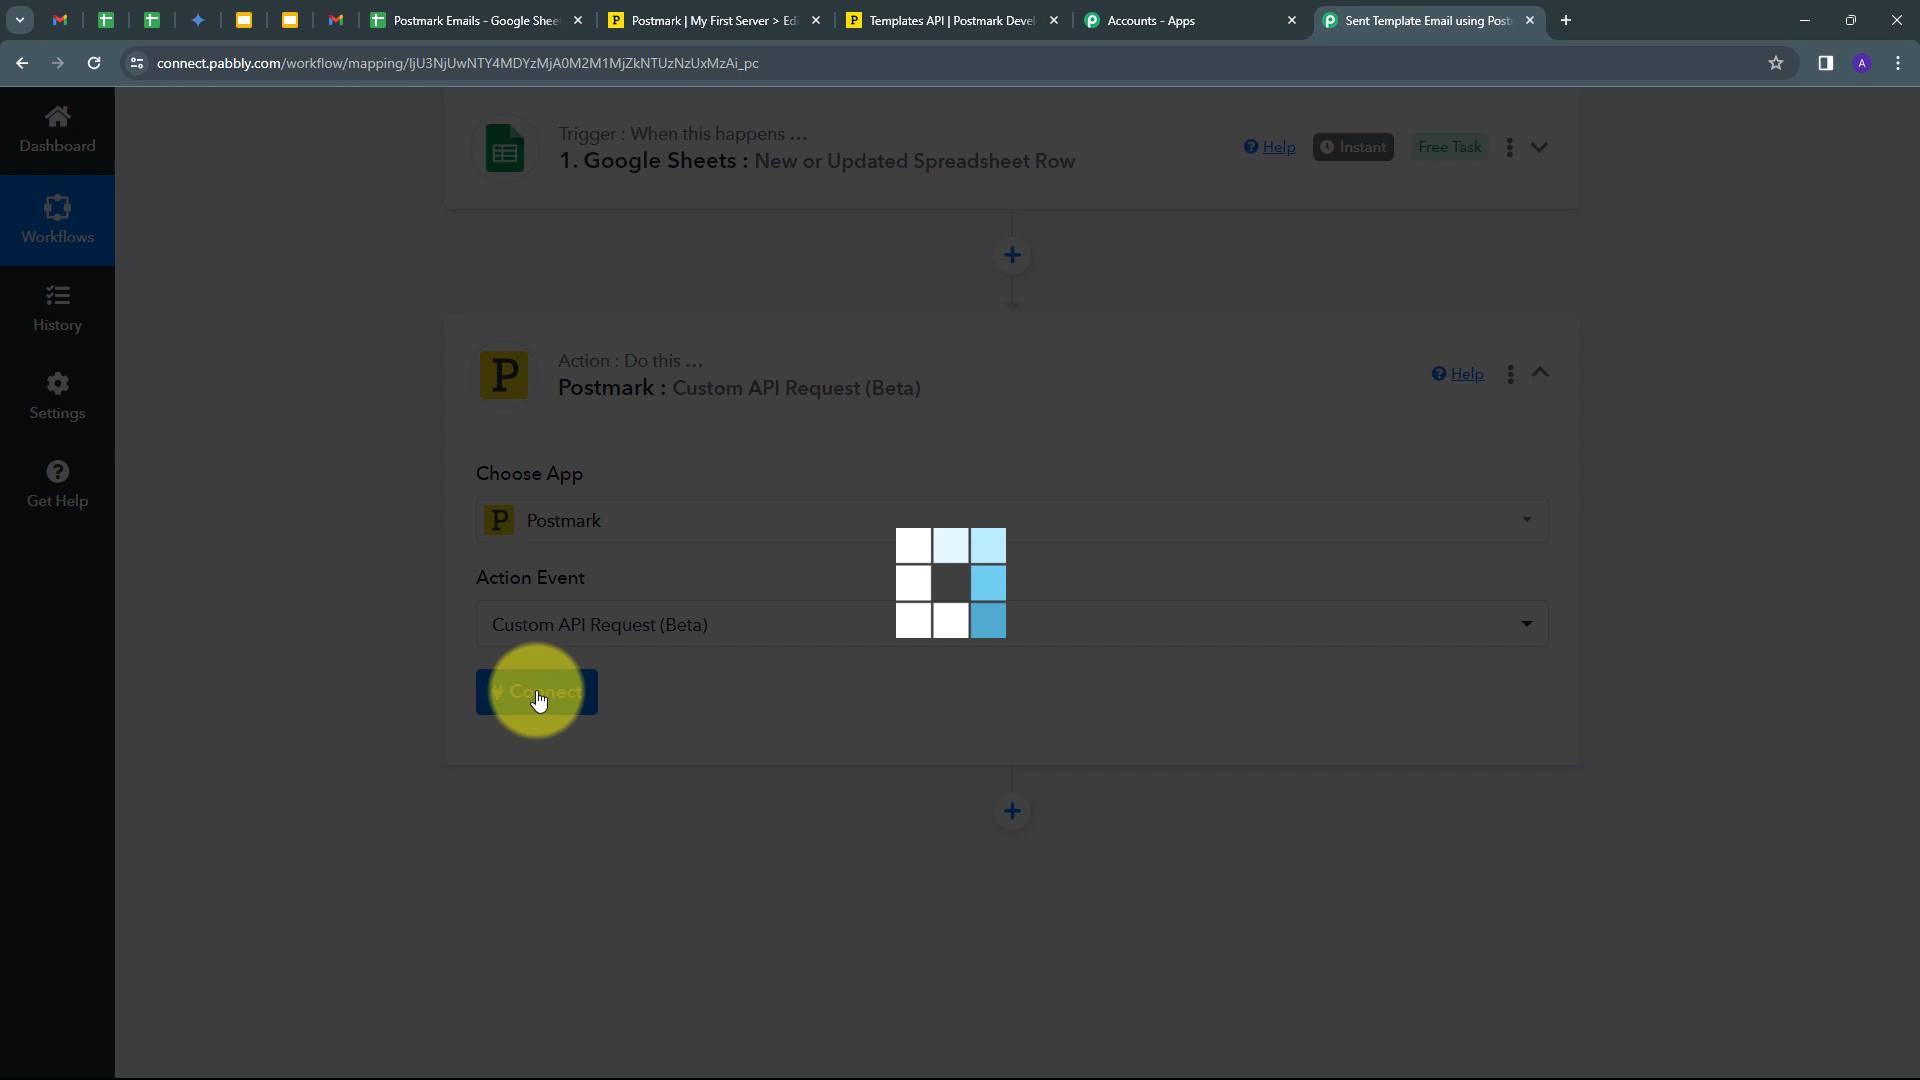 Postmark Emails - Google Shee
Postmark | My First Server > Ed
Templates API | Postmark Devel
Accounts - Apps
Sent Template Email using Post
connect.pabbly.com/workflow/mapping/IjU3NjUwNTY4MDYzMjA0M2M1MjZkNTUzNzUxMzAi_pc
A
Dashboard
Workflows
History
Settings
Get Help
Trigger : When this happens ...
1. Google Sheets : New or Updated Spreadsheet Row
Help
Instant
Free Task
Action : Do this ...
Postmark : Custom API Request (Beta)
Help
Choose App
Postmark
Action Event
Custom API Request (Beta)
Connect